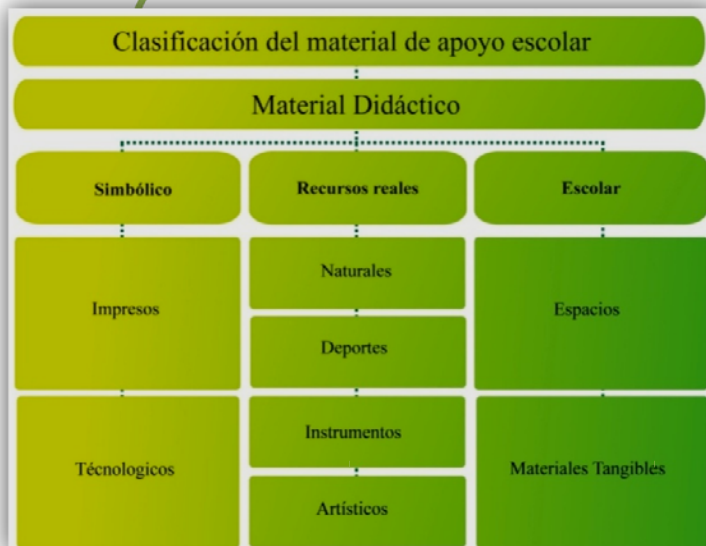 Clasificación del material de apoyo escolar
Material Didáctico
Simbólico
Recursos reales
Escolar
Impresos
Naturales
Espacios
Deportes
Técnologicos
Instrumentos
Materiales Tangibles
Artísticos